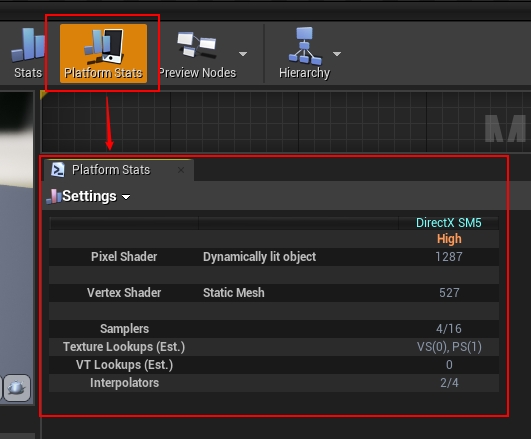 Stats Platform Stats Preview Nodes Hierarchy
M
Platform Stats ×
Settings
DirectX SM5
High
Pixel Shader Dynamically lit object 1287
Vertex Shader Static Mesh 527
Samplers 4/16
Texture Lookups (Est.) VS(0), PS(1)
VT Lookups (Est.) 0
Interpolators 2/4